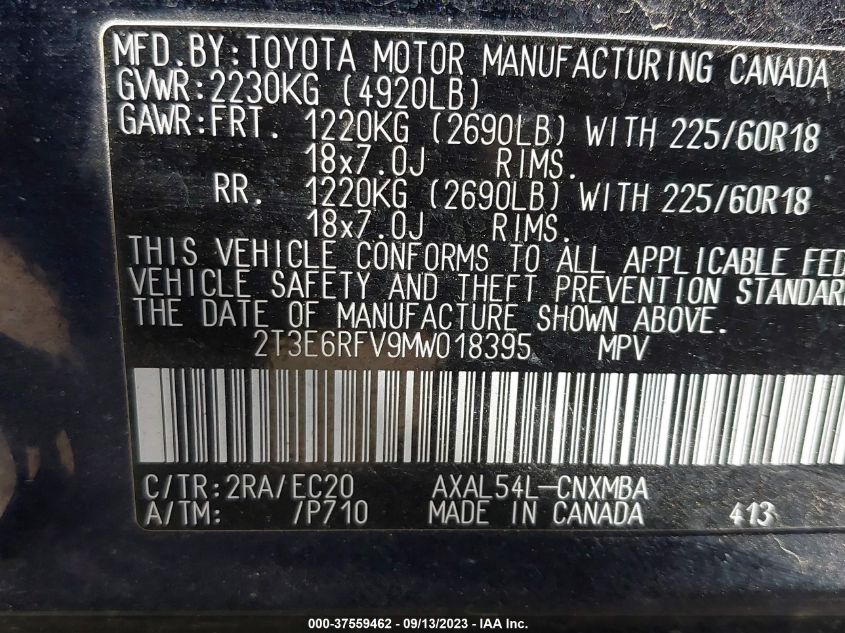 MFD.BY:TOYOTA MOTOR MANUFACTURING CANADA
GVWR:2230KG (4920LB)
GAWR:FRT. 1220KG (2690LB) WITH 225/60R18
18x7.0J RIMS.
RR. 1220KG (2690LB) WITH 225/60R18
18x7.0J RIMS.
THIS VEHICLE CONFORMS TO ALL APPLICABLE FED
VEHICLE SAFETY AND THEFT PREVENTION STANDAR
THE DATE OF MANUFACTURE SHOWN ABOVE.
2T3E6RFV9MW018395 MPV
C/TR:2RA/EC20 AXAL54L-CNXMBA
A/TM: /P710 MADE IN CANADA 413
000-37559462 - 09/13/2023 - IAA Inc.